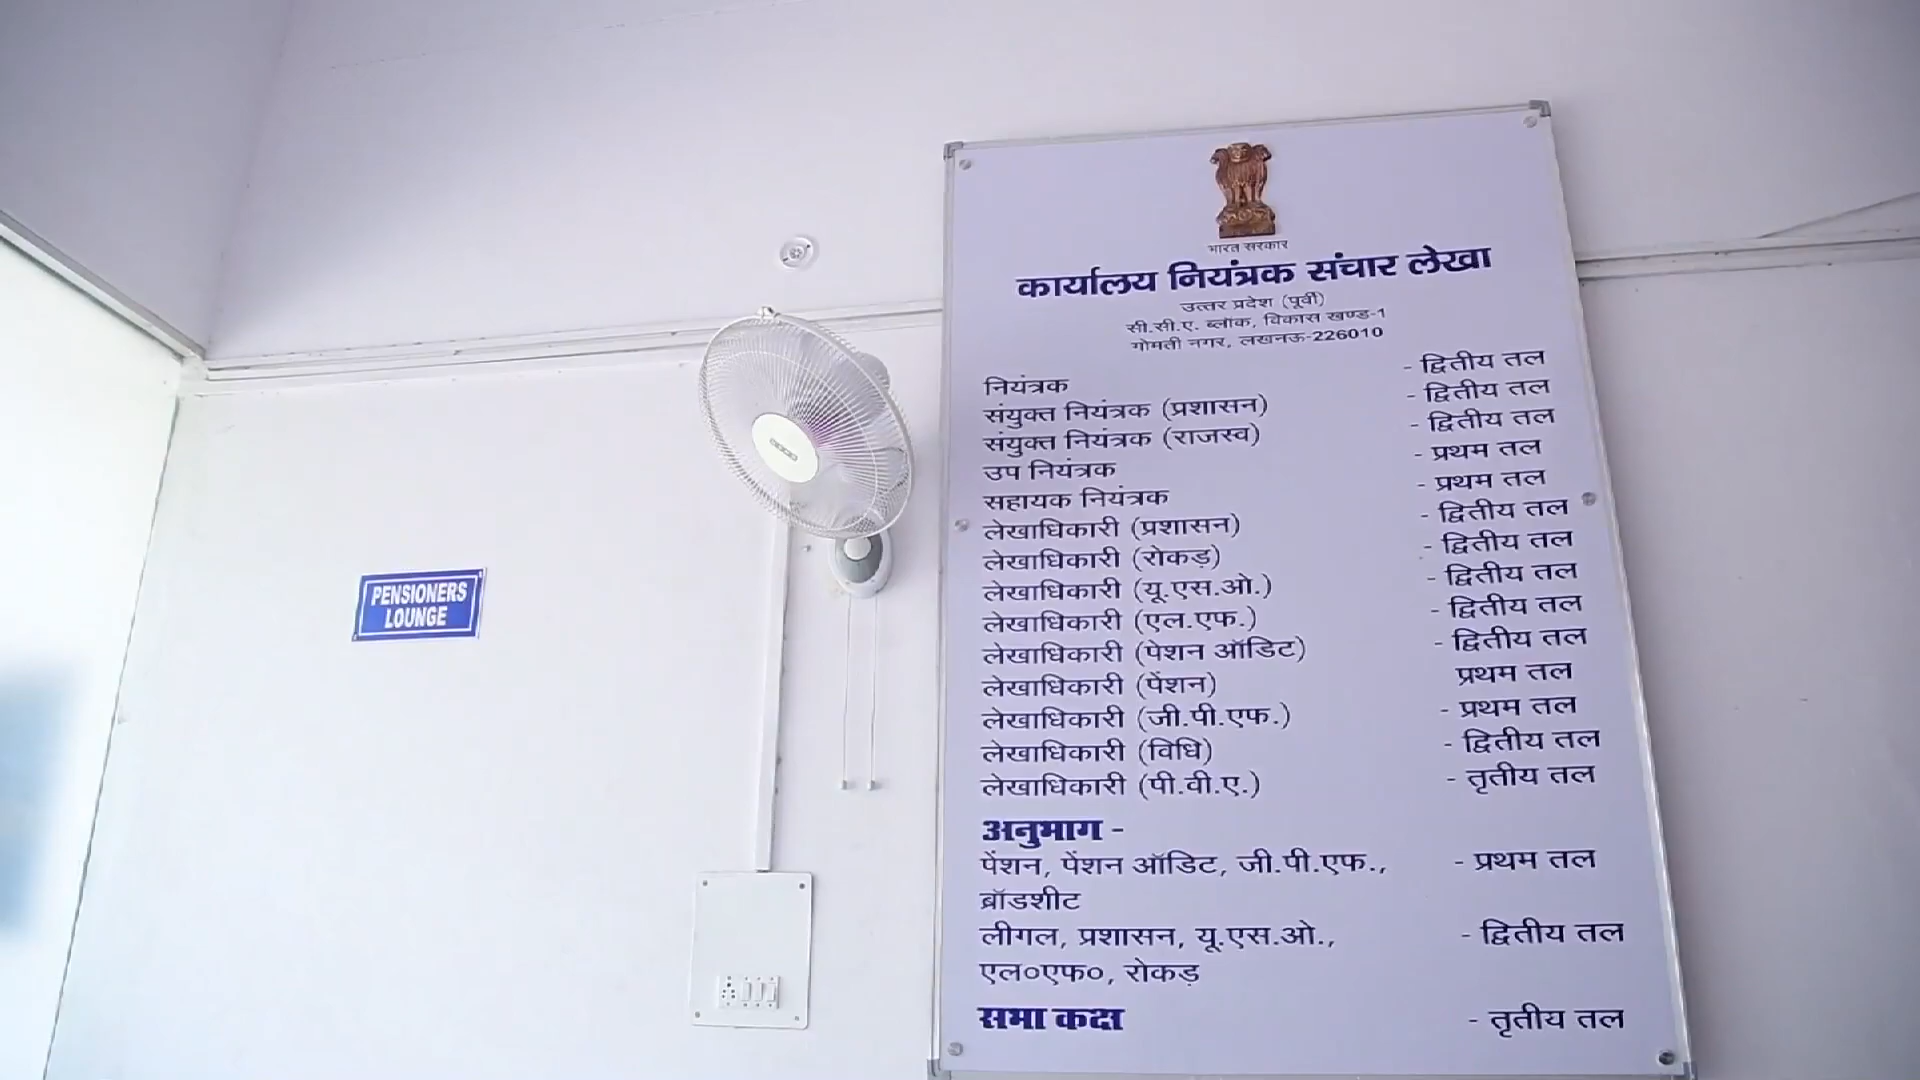 PENSIONERS
LOUNGE
भारत सरकार
कार्यालय नियंत्रक संचार लेखा
उत्तर प्रदेश (पूर्वी)
सी.सी.ए. ब्लॉक, विकास खण्ड-1
गोमती नगर, लखनऊ-226010
नियंत्रक - द्वितीय तल
संयुक्त नियंत्रक (प्रशासन) - द्वितीय तल
संयुक्त नियंत्रक (राजस्व) - द्वितीय तल
उप नियंत्रक - प्रथम तल
सहायक नियंत्रक - प्रथम तल
लेखाधिकारी (प्रशासन) - द्वितीय तल
लेखाधिकारी (रोकड़) - द्वितीय तल
लेखाधिकारी (यू.एस.ओ.) - द्वितीय तल
लेखाधिकारी (एल.एफ.) - द्वितीय तल
लेखाधिकारी (पेशन ऑडिट) - द्वितीय तल
लेखाधिकारी (पेंशन) प्रथम तल
लेखाधिकारी (जी.पी.एफ.) - प्रथम तल
लेखाधिकारी (विधि) - द्वितीय तल
लेखाधिकारी (पी.वी.ए.) - तृतीय तल
अनुभाग -
पेंशन, पेंशन ऑडिट, जी.पी.एफ., - प्रथम तल
ब्रॉडशीट
लीगल, प्रशासन, यू.एस.ओ., - द्वितीय तल
एल०एफ०, रोकड़
सभा कक्ष - तृतीय तल